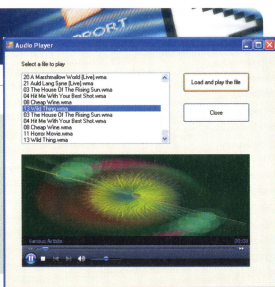 PORT
Audio Player
Select a file to play
20 A Marshmallow World (Live).wma
21 Auld Lang Syne (Live).wma
03 The House Of The Rising Sun.wma
04 Hit Me With Your Best Shot.wma
08 Cheap Wine.wma
13 Wild Thing.wma
03 The House Of The Rising Sun.wma
04 Hit Me With Your Best Shot.wma
08 Cheap Wine.wma
11 Horror Movie.wma
13 Wild Thing.wma
Load and play the file
Close
Various Artists
00:08